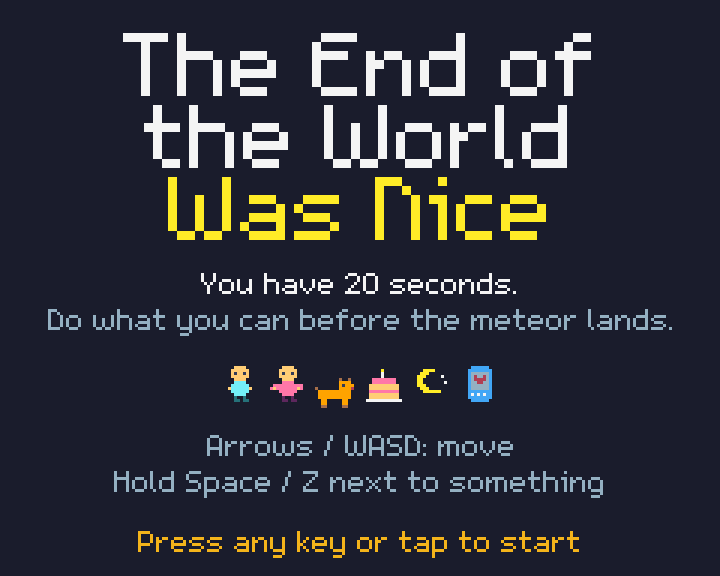 The End of
the World
Was Nice
You have 20 seconds.
Do what you can before the meteor lands.
Arrows / WASD: move
Hold Space / Z next to something
Press any key or tap to start